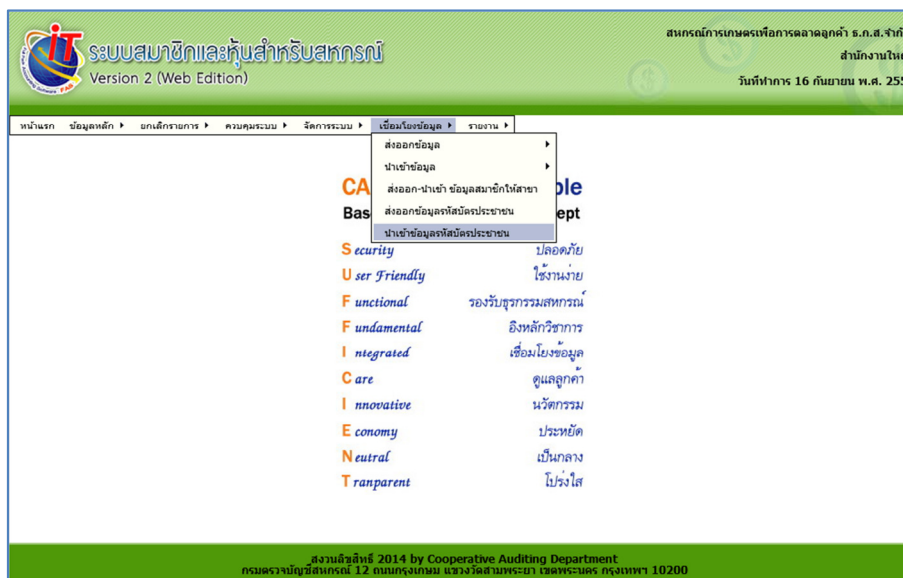 สหกรณ์การเกษตรเพื่อการตลาดลูกค้า ธ.ก.ส.จำกั
สำนักงานให
วันที่ทำการ 16 กันยายน พ.ศ. 255
iT
FAS
ระบบสมาชิกและหุ้นสำหรับสหกรณ์
Version 2 (Web Edition)
หน้าแรก ข้อมูลหลัก ยกเลิกรายการ ควบคุมระบบ จัดการระบบ เชื่อมโยงข้อมูล รายงาน
ส่งออกข้อมูล
นำเข้าข้อมูล
ส่งออก-นำเข้า ข้อมูลสมาชิกให้สาขา
ส่งออกข้อมูลรหัสบัตรประชาชน
นำเข้าข้อมูลรหัสบัตรประชาชน
CA ple
Bas ept
S ecurity ปลอดภัย
U ser Friendly ใช้งานง่าย
F unctional รองรับธุรกรรมสหกรณ์
F undamental อิงหลักวิชาการ
I ntegrated เชื่อมโยงข้อมูล
C are ดูแลลูกค้า
I nnovative นวัตกรรม
E conomy ประหยัด
N eutral เป็นกลาง
T ranparent โปร่งใส
สงวนลิขสิทธิ์ 2014 by Cooperative Auditing Department
กรมตรวจบัญชีสหกรณ์ 12 ถนนกรุงเกษม แขวงวัดสามพระยา เขตพระนคร กรุงเทพฯ 10200